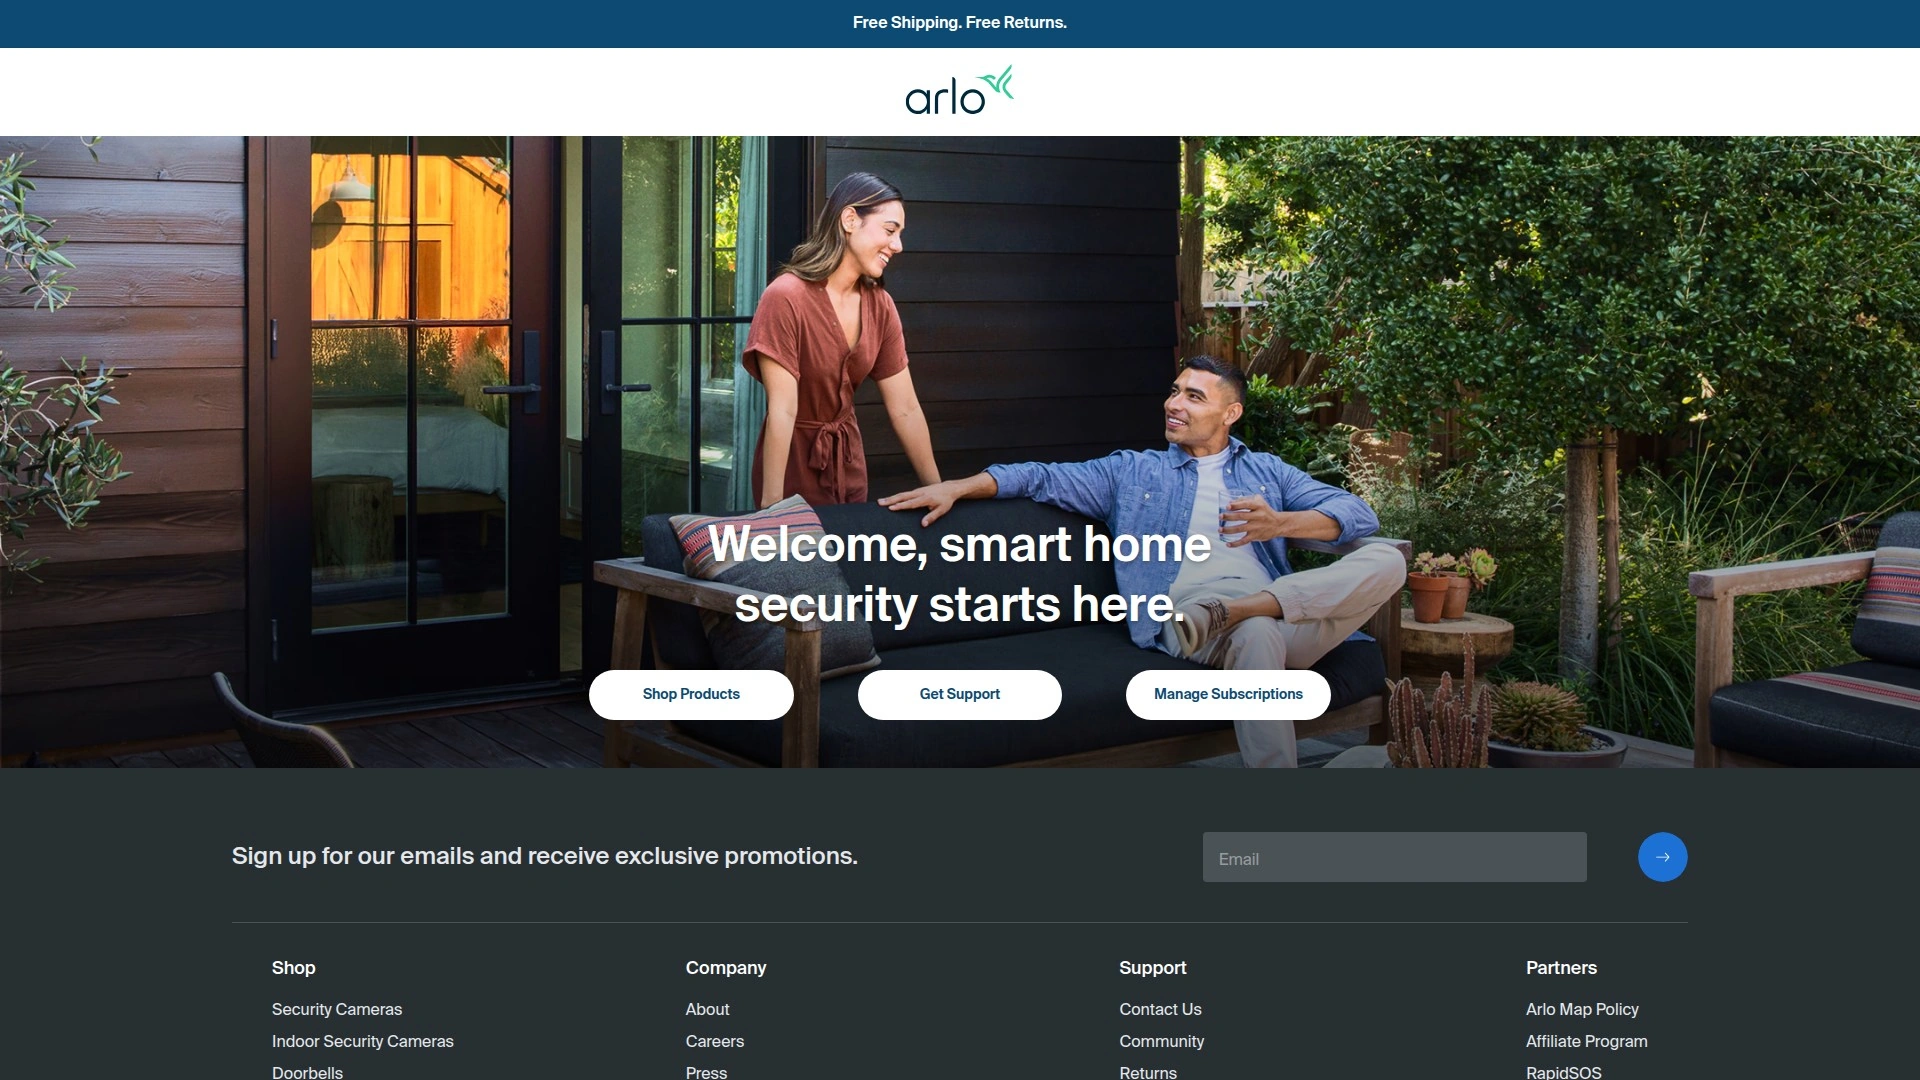 Free Shipping. Free Returns.
arlo
Welcome, smart home
security starts here.
Shop Products
Get Support
Manage Subscriptions
Sign up for our emails and receive exclusive promotions.
Email
Shop
Security Cameras
Indoor Security Cameras
Doorbells
Company
About
Careers
Press
Support
Contact Us
Community
Returns
Partners
Arlo Map Policy
Affiliate Program
RapidSOS